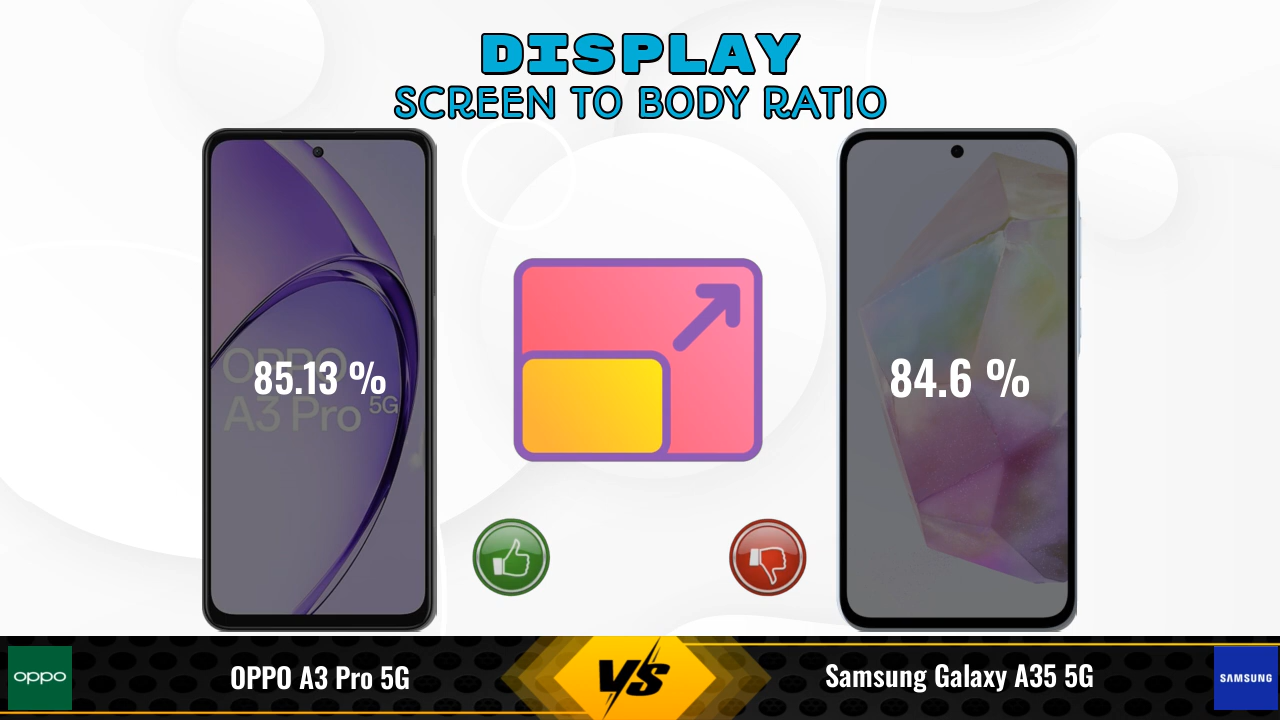 DISPLAY
SCREEN TO BODY RATIO
OPPO
A3 Pro 5G
85.13 %
84.6 %
oppo
OPPO A3 Pro 5G
VS
Samsung Galaxy A35 5G
SAMSUNG